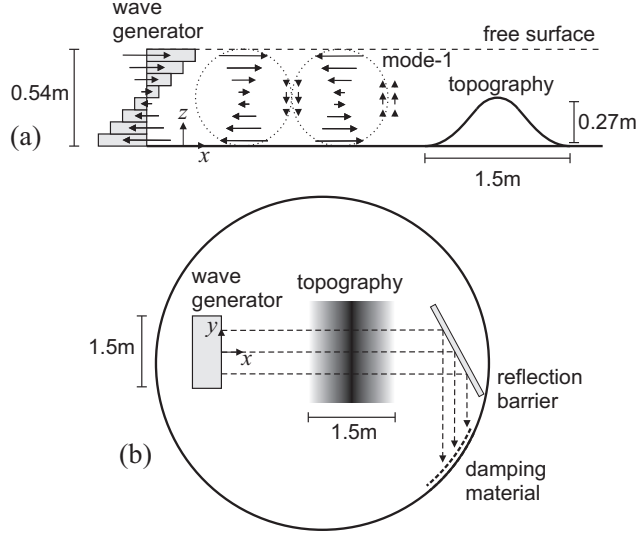 wave
generator
free surface
mode-1
topography
0.54m
z
0.27m
(a)
x
1.5m
wave
generator
topography
y
1.5m
x
reflection
barrier
1.5m
(b)
damping
material